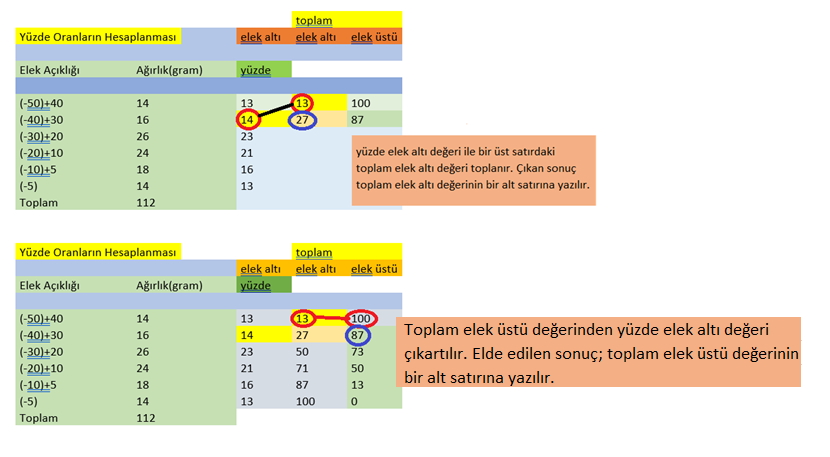 toplam
Yüzde Oranların Hesaplanması elek altı elek altı elek üstü
Elek Açıklığı Ağırlık(gram) yüzde
(-50)+40 14 13 13 100
(-40)+30 16 14 27 87
(-30)+20 26 23
(-20)+10 24 21
(-10)+5 18 16
(-5) 14 13
Toplam 112
yüzde elek altı değeri ile bir üst satırdaki
toplam elek altı değeri toplanır. Çıkan sonuç
toplam elek altı değerinin bir alt satırına yazılır.
Yüzde Oranların Hesaplanması toplam
elek altı elek altı elek üstü
Elek Açıklığı Ağırlık(gram) yüzde
(-50)+40 14 13 13 100
(-40)+30 16 14 27 87
(-30)+20 26 23 50 73
(-20)+10 24 21 71 50
(-10)+5 18 16 87 13
(-5) 14 13 100 0
Toplam 112
Toplam elek üstü değerinden yüzde elek altı değeri
çıkartılır. Elde edilen sonuç; toplam elek üstü değerinin
bir alt satırına yazılır.